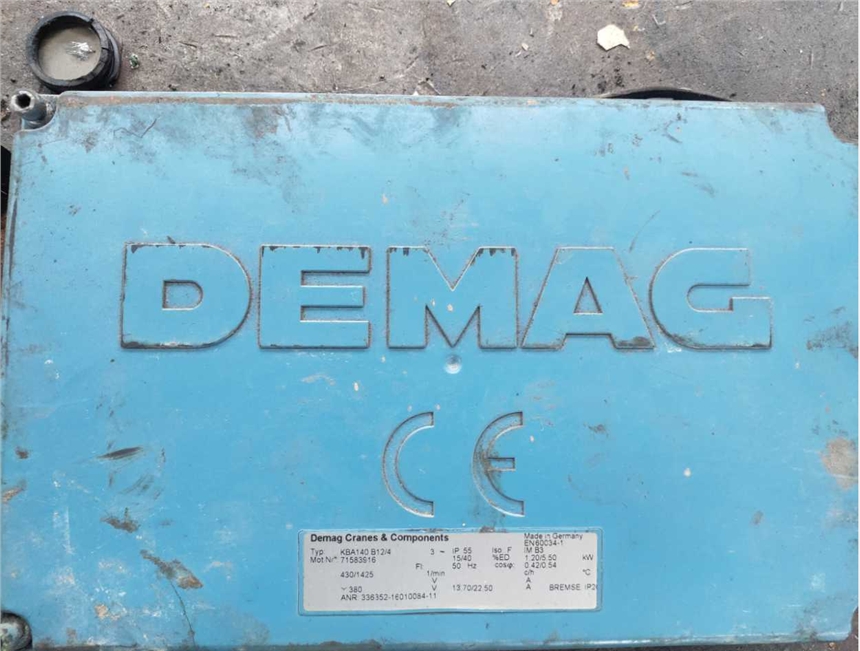 DEMAG
CE
Demag Cranes & Components Made in Germany
EN60034-1
Typ KBA140 B12/4 3 ~ IP 55 Iso F IM B3
Mot.Nr° 71583916 15/40 %ED 1.20/5.50 kW
Fl: 50 Hz cosφ: 0.42/0.54
430/1425 1/min c/h °C
V A
Y 380 V 13.70/22.50 A BREMSE IP
ANR: 336352-16010084-11